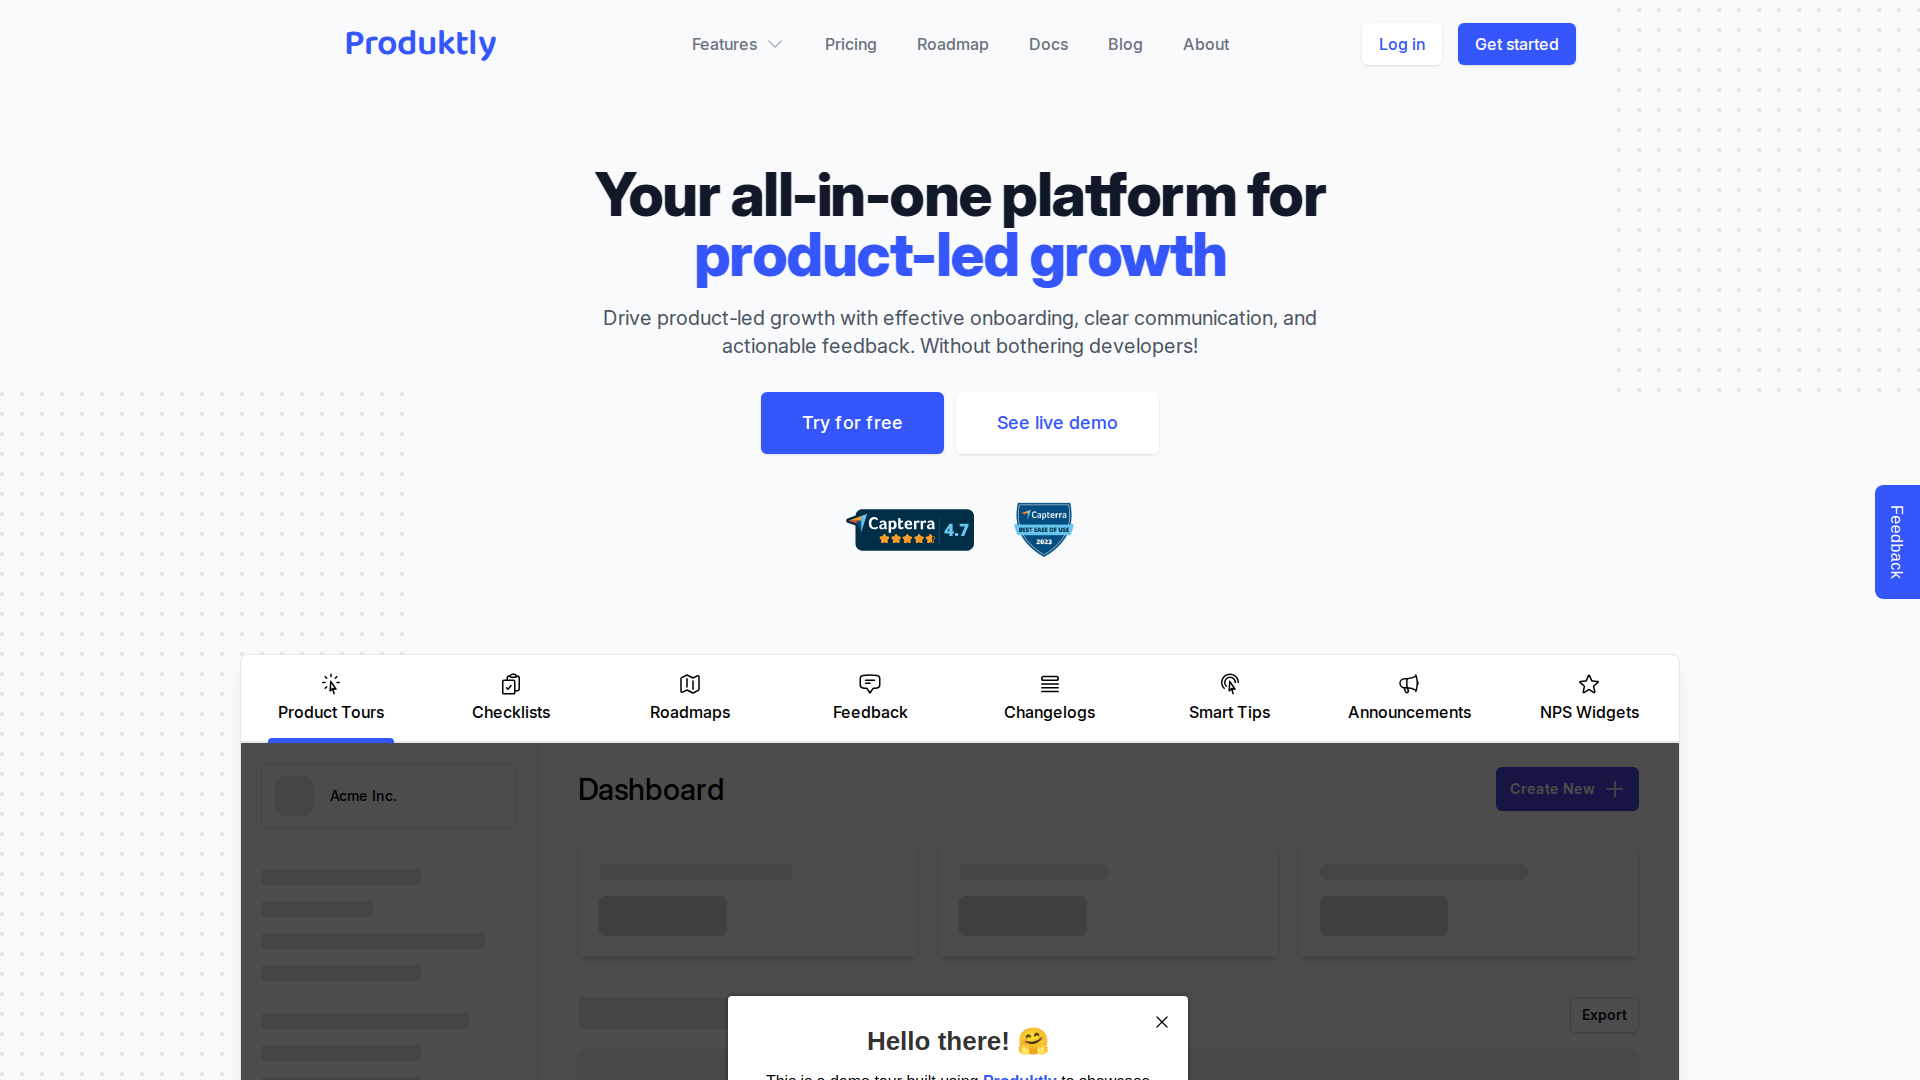 Produktly
Features
Pricing
Roadmap
Docs
Blog
About
Log in
Get started
Your all-in-one platform for
product-led growth
Drive product-led growth with effective onboarding, clear communication, and
actionable feedback. Without bothering developers!
Try for free
See live demo
Capterra
4.7
Capterra
BEST EASE OF USE
2023
Feedback
Product Tours
Checklists
Roadmaps
Feedback
Changelogs
Smart Tips
Announcements
NPS Widgets
Acme Inc.
Dashboard
Create New
Export
Hello there! 🤗
This is a demo tour built using Produktly to showcase